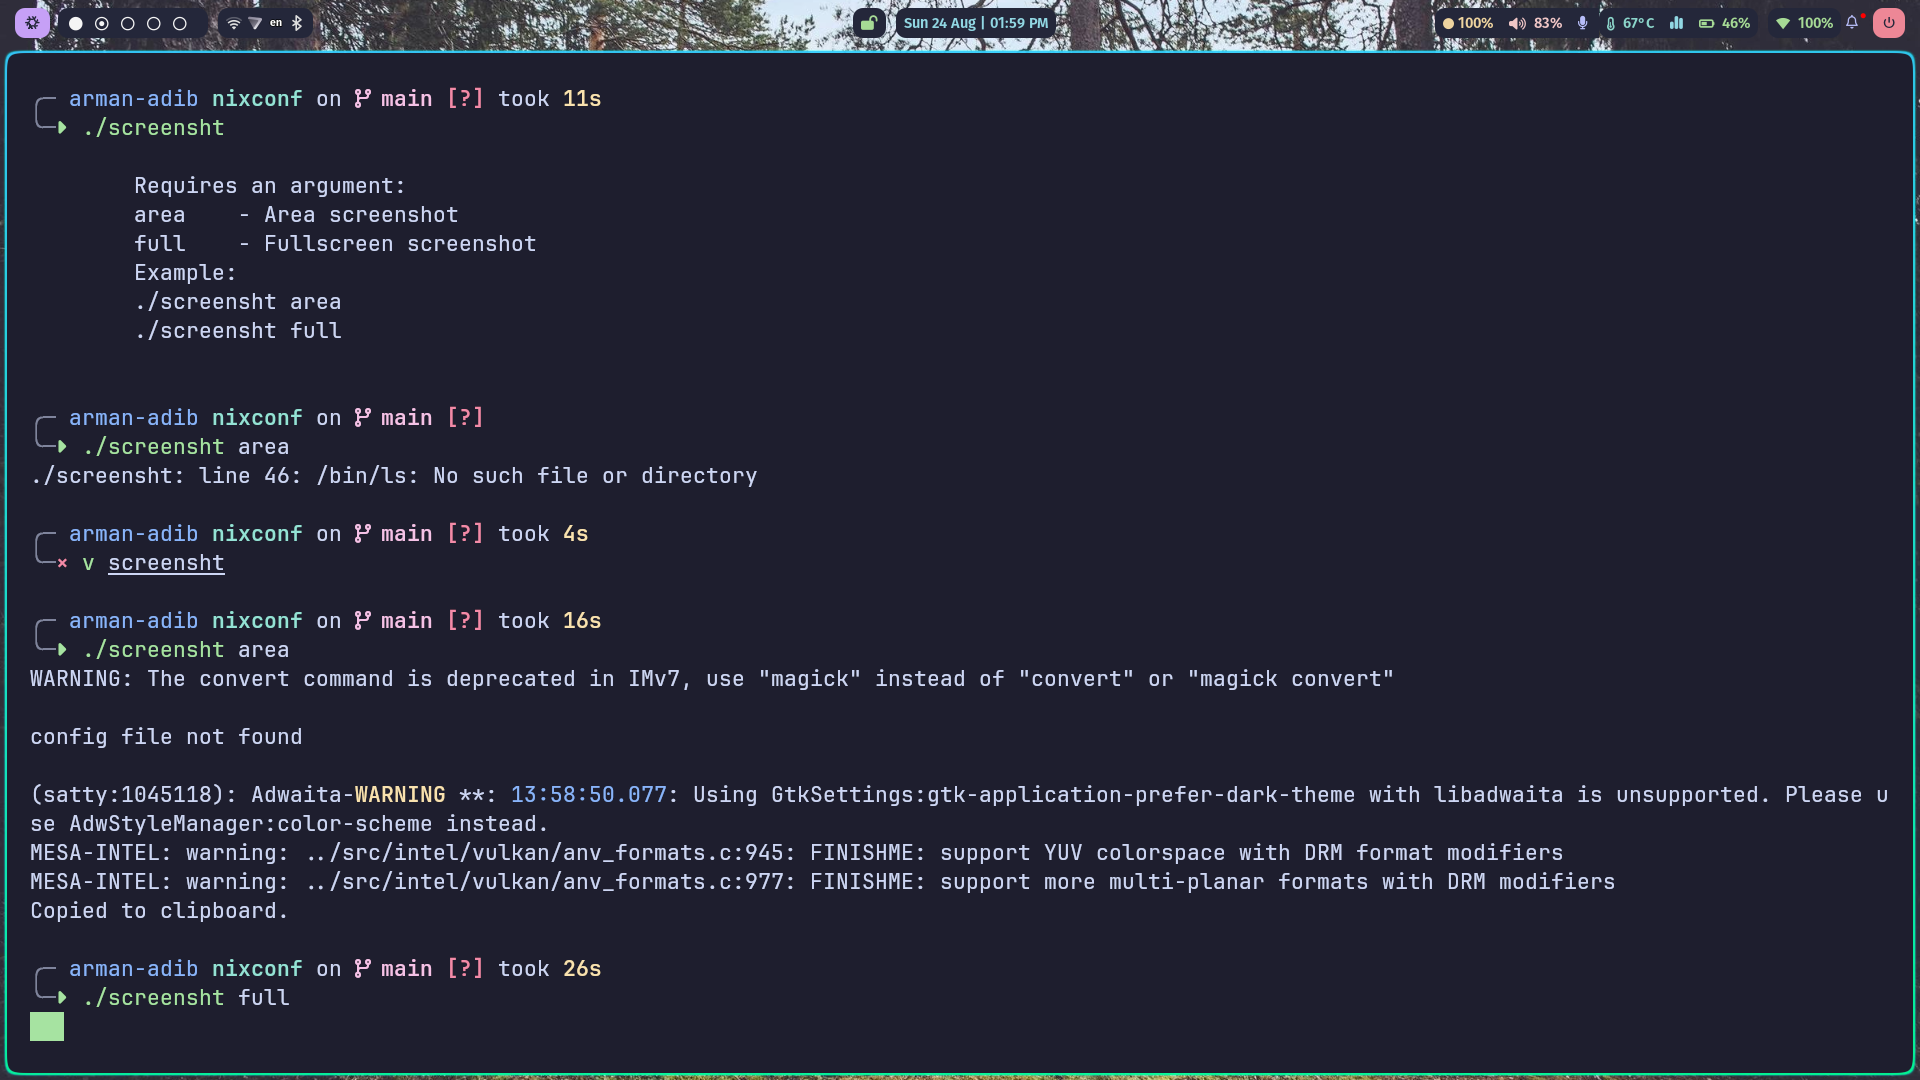 en
Sun 24 Aug | 01:59 PM
100% 83% 67°C 46% 100%
arman-adib nixconf on main [?] took 11s
./screensht
Requires an argument:
area    - Area screenshot
full    - Fullscreen screenshot
Example:
./screensht area
./screensht full
arman-adib nixconf on main [?]
./screensht area
./screensht: line 46: /bin/ls: No such file or directory
arman-adib nixconf on main [?] took 4s
× v screensht
arman-adib nixconf on main [?] took 16s
./screensht area
WARNING: The convert command is deprecated in IMv7, use "magick" instead of "convert" or "magick convert"
config file not found
(satty:1045118): Adwaita-WARNING **: 13:58:50.077: Using GtkSettings:gtk-application-prefer-dark-theme with libadwaita is unsupported. Please u
se AdwStyleManager:color-scheme instead.
MESA-INTEL: warning: ../src/intel/vulkan/anv_formats.c:945: FINISHME: support YUV colorspace with DRM format modifiers
MESA-INTEL: warning: ../src/intel/vulkan/anv_formats.c:977: FINISHME: support more multi-planar formats with DRM modifiers
Copied to clipboard.
arman-adib nixconf on main [?] took 26s
./screensht full